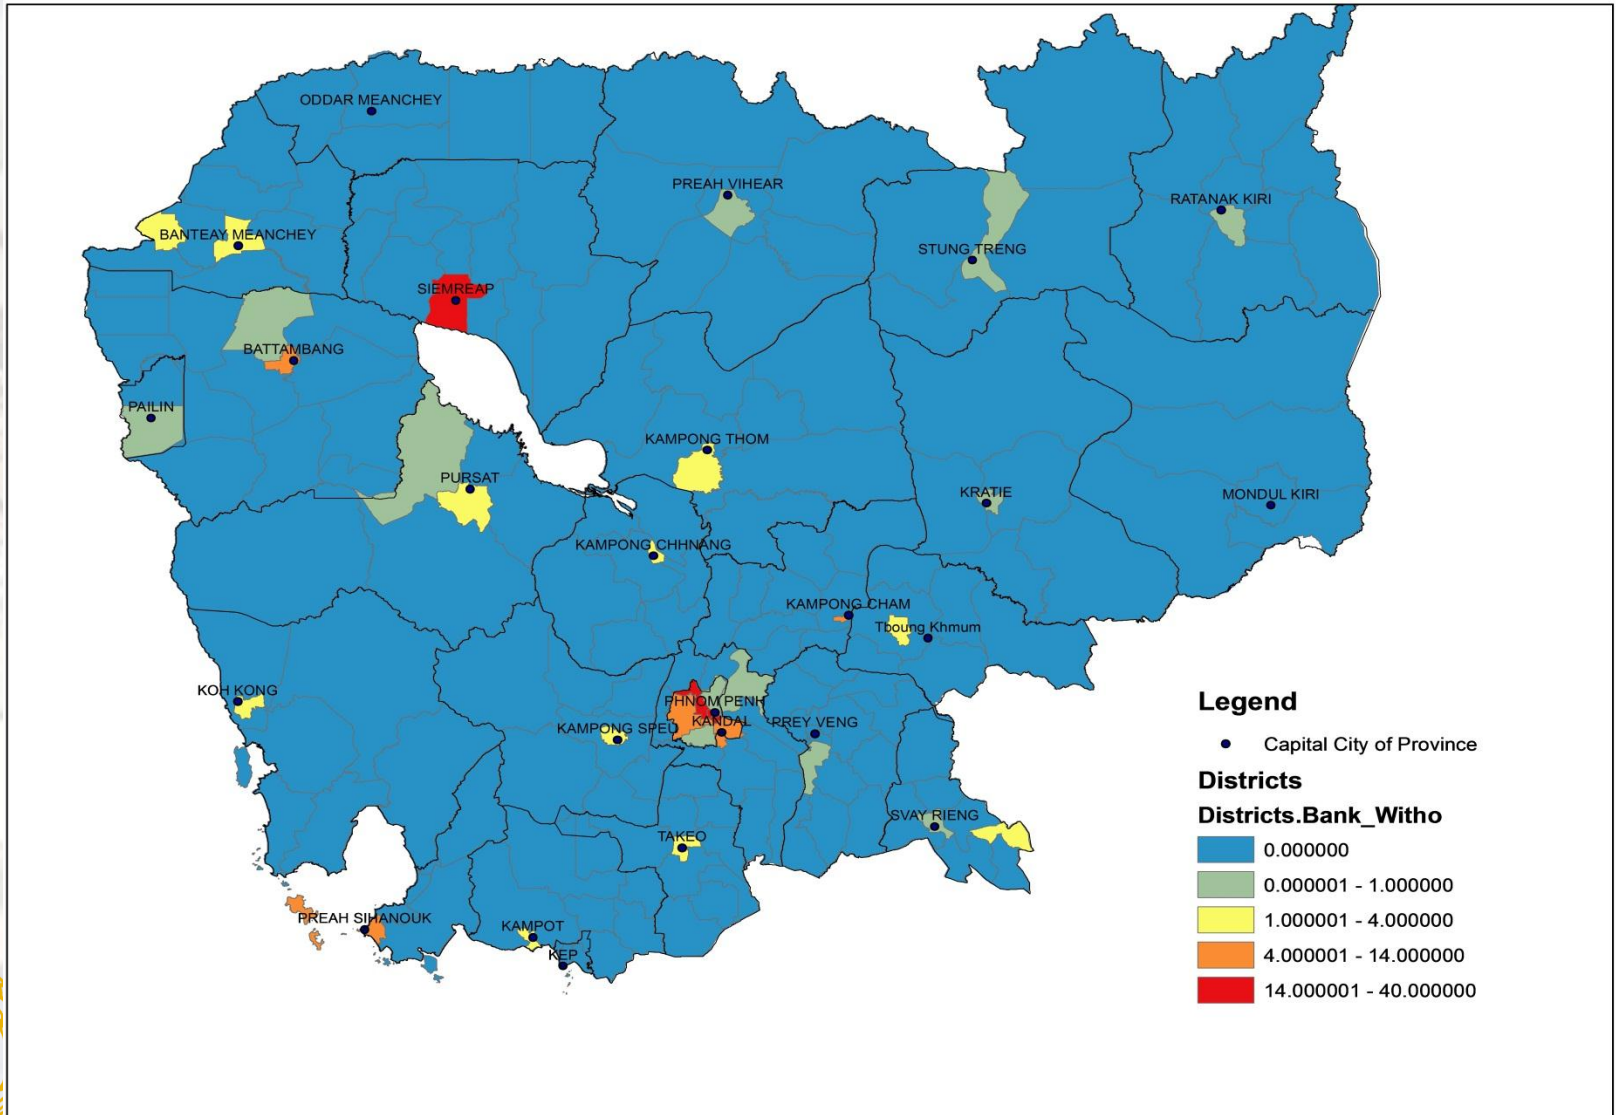 ODDAR MEANCHEY
PREAH VIHEAR
RATANAK KIRI
BANTEAY MEANCHEY
STUNG TRENG
SIEMREAP
BATTAMBANG
PAILIN
KAMPONG THOM
PURSAT
KRATIE
MONDUL KIRI
KAMPONG CHHNANG
KAMPONG CHAM
Tboung Khmum
KOH KONG
PHNOM PENH
KAMPONG SPEU
KANDAL
PREY VENG
SVAY RIENG
TAKEO
PREAH SIHANOUK
KAMPOT
KEP
Legend
Capital City of Province
Districts
Districts.Bank_Witho
0.000000
0.000001 - 1.000000
1.000001 - 4.000000
4.000001 - 14.000000
14.000001 - 40.000000